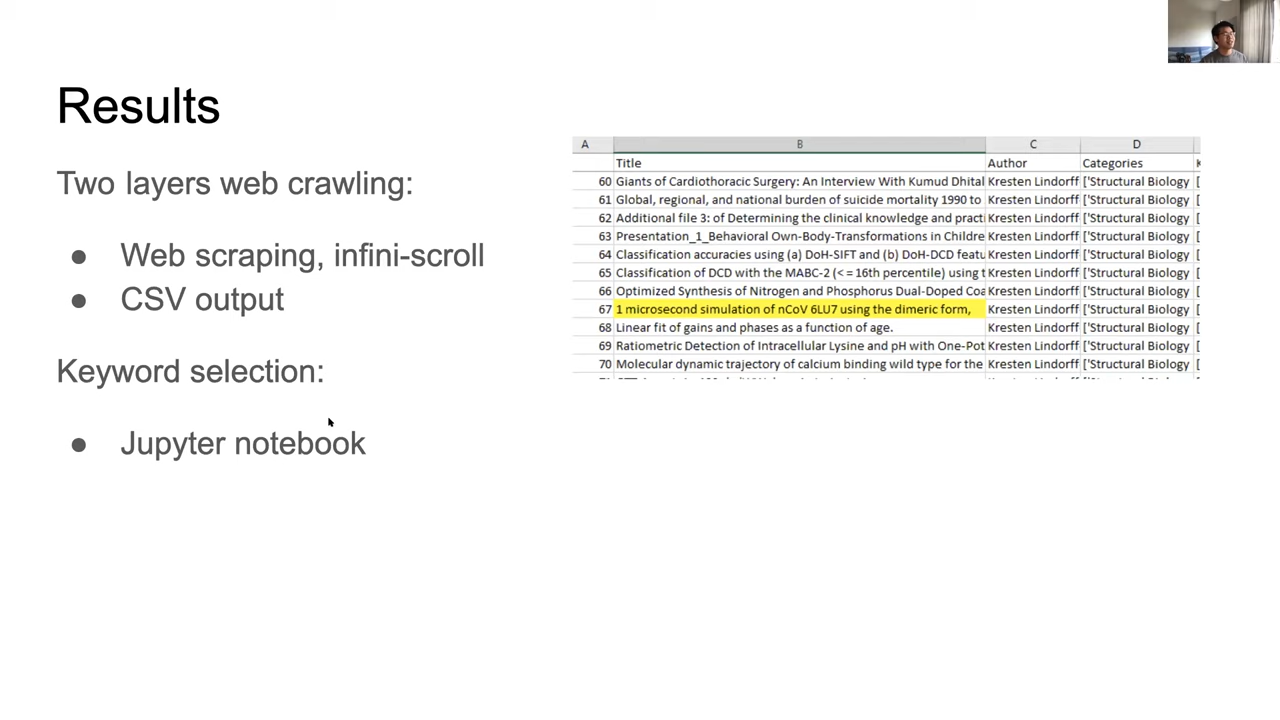 Results
Two layers web crawling:
● Web scraping, infini-scroll
● CSV output
Keyword selection:
● Jupyter notebook
A B C D
Title Author Categories
60 Giants of Cardiothoracic Surgery: An Interview With Kumud Dhital Kresten Lindorff ['Structural Biology [
61 Global, regional, and national burden of suicide mortality 1990 to Kresten Lindorff ['Structural Biology [
62 Additional file 3: of Determining the clinical knowledge and practi Kresten Lindorff ['Structural Biology [
63 Presentation_1_Behavioral Own-Body-Transformations in Childre Kresten Lindorff ['Structural Biology [
64 Classification accuracies using (a) DoH-SIFT and (b) DoH-DCD featu Kresten Lindorff ['Structural Biology [
65 Classification of DCD with the MABC-2 (< = 16th percentile) using t Kresten Lindorff ['Structural Biology [
66 Optimized Synthesis of Nitrogen and Phosphorus Dual-Doped Coa Kresten Lindorff ['Structural Biology [
67 1 microsecond simulation of nCoV 6LU7 using the dimeric form, Kresten Lindorff ['Structural Biology [
68 Linear fit of gains and phases as a function of age. Kresten Lindorff ['Structural Biology [
69 Ratiometric Detection of Intracellular Lysine and pH with One-Pot Kresten Lindorff ['Structural Biology [
70 Molecular dynamic trajectory of calcium binding wild type for the Kresten Lindorff ['Structural Biology [